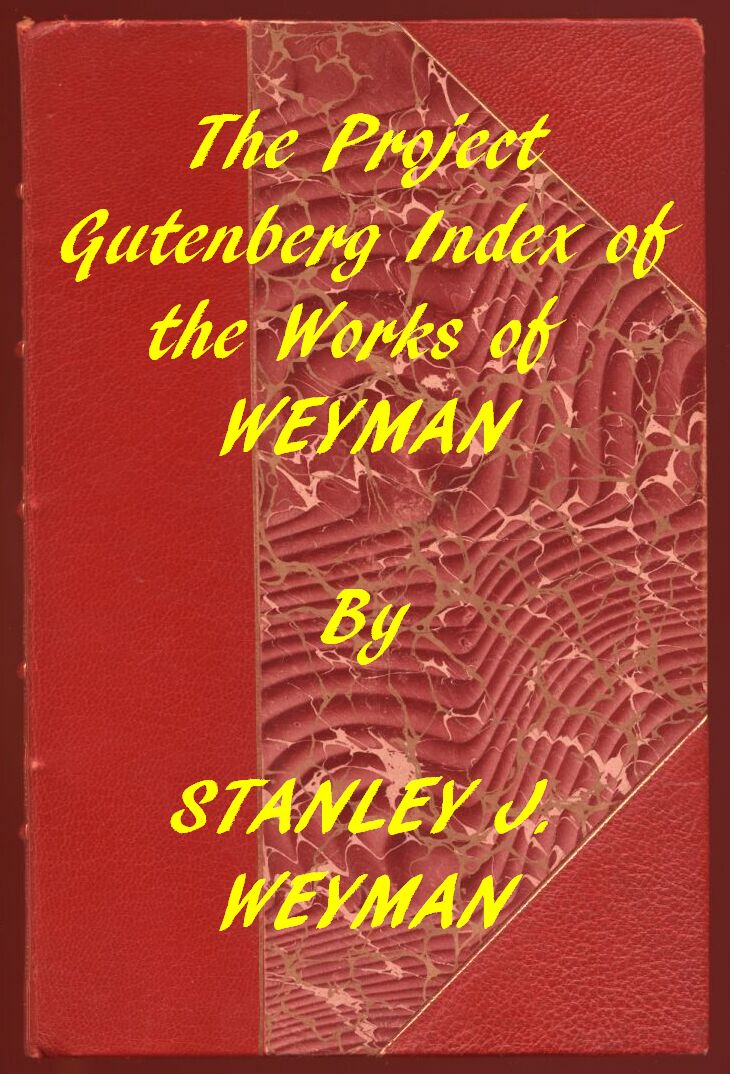 The Project
Gutenberg Index of
the Works of
WEYMAN
By
STANLEY J.
WEYMAN